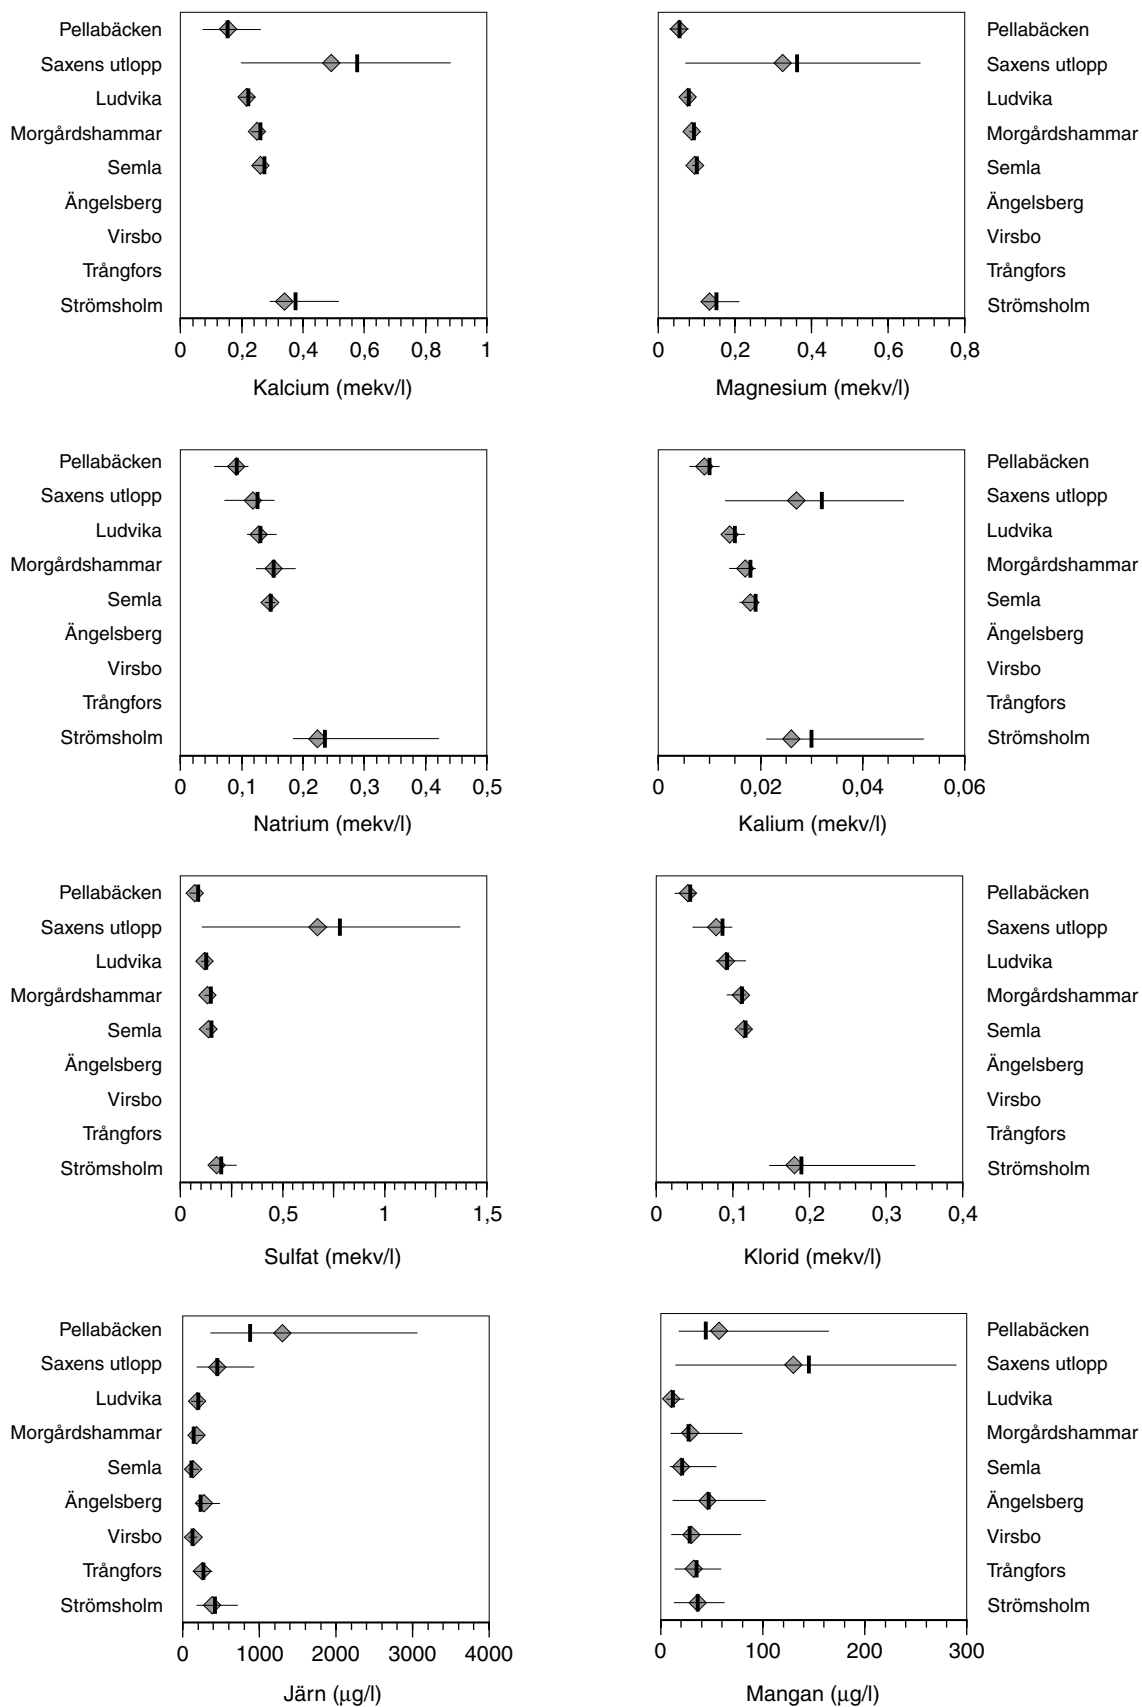 Pellabäcken
Saxens utlopp
Ludvika
Morgårdshammar
Semla
Ängelsberg
Virsbo
Trångfors
Strömsholm
0 0,2 0,4 0,6 0,8 1
Kalcium (mekv/l)
Pellabäcken
Saxens utlopp
Ludvika
Morgårdshammar
Semla
Ängelsberg
Virsbo
Trångfors
Strömsholm
0 0,2 0,4 0,6 0,8
Magnesium (mekv/l)
Pellabäcken
Saxens utlopp
Ludvika
Morgårdshammar
Semla
Ängelsberg
Virsbo
Trångfors
Strömsholm
0 0,1 0,2 0,3 0,4 0,5
Natrium (mekv/l)
Pellabäcken
Saxens utlopp
Ludvika
Morgårdshammar
Semla
Ängelsberg
Virsbo
Trångfors
Strömsholm
0 0,02 0,04 0,06
Kalium (mekv/l)
Pellabäcken
Saxens utlopp
Ludvika
Morgårdshammar
Semla
Ängelsberg
Virsbo
Trångfors
Strömsholm
0 0,5 1 1,5
Sulfat (mekv/l)
Pellabäcken
Saxens utlopp
Ludvika
Morgårdshammar
Semla
Ängelsberg
Virsbo
Trångfors
Strömsholm
0 0,1 0,2 0,3 0,4
Klorid (mekv/l)
Pellabäcken
Saxens utlopp
Ludvika
Morgårdshammar
Semla
Ängelsberg
Virsbo
Trångfors
Strömsholm
0 1000 2000 3000 4000
Järn (µg/l)
Pellabäcken
Saxens utlopp
Ludvika
Morgårdshammar
Semla
Ängelsberg
Virsbo
Trångfors
Strömsholm
0 100 200 300
Mangan (µg/l)